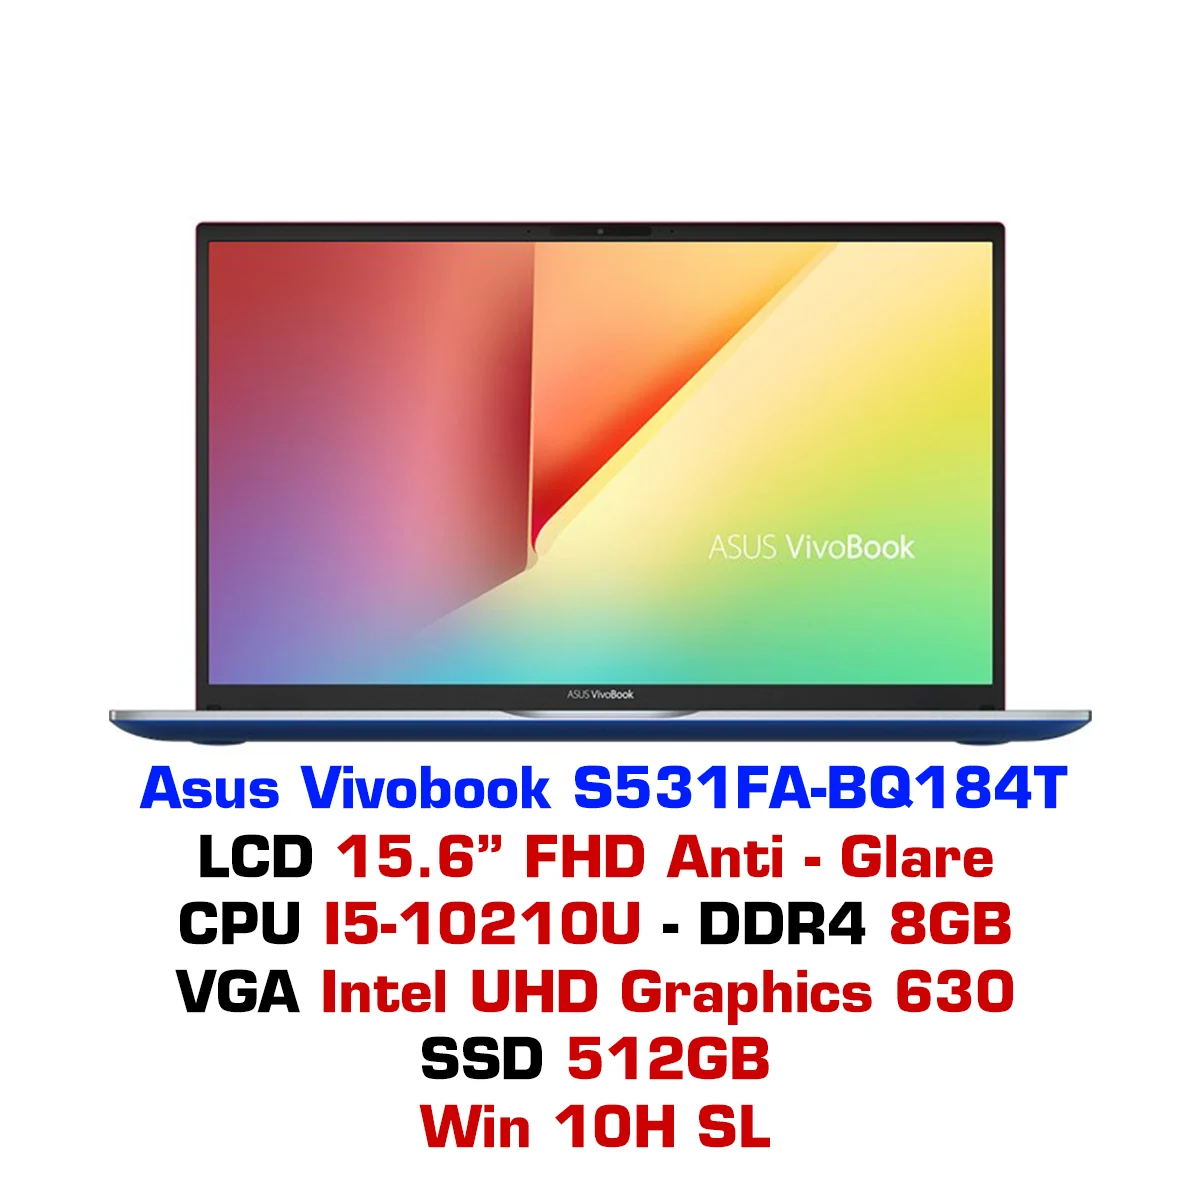 ASUS VivoBook
ASUS VivoBook
Asus Vivobook S531FA-BQ184T
LCD 15.6” FHD Anti - Glare
CPU I5-10210U - DDR4 8GB
VGA Intel UHD Graphics 630
SSD 512GB
Win 10H SL